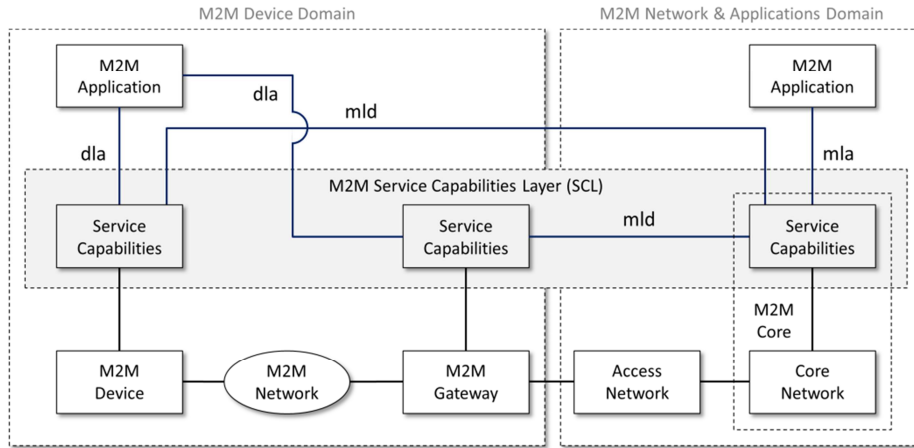 M2M Device Domain
M2M Network & Applications Domain
M2M
Application
M2M
Application
dla
mld
dla
mla
M2M Service Capabilities Layer (SCL)
Service
Capabilities
Service
Capabilities
mld
Service
Capabilities
M2M
Core
M2M
Device
M2M
Network
M2M
Gateway
Access
Network
Core
Network